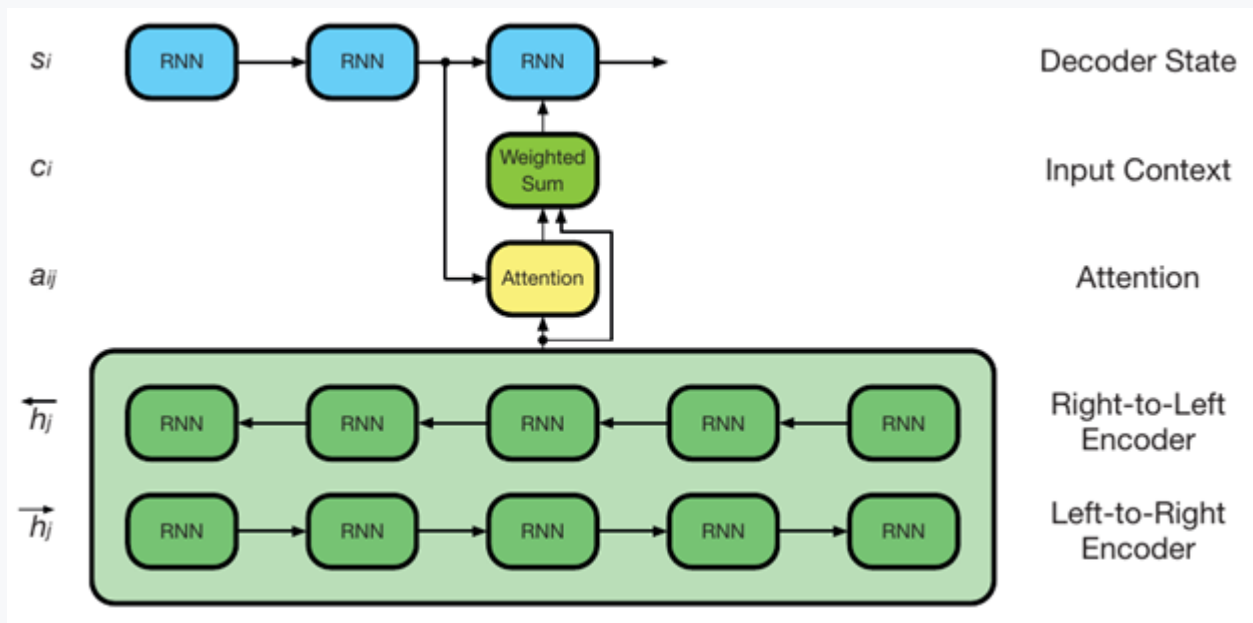 si RNN RNN RNN Decoder State
ci Weighted Sum Input Context
aij Attention Attention
hj RNN RNN RNN RNN RNN Right-to-Left Encoder
hj RNN RNN RNN RNN RNN Left-to-Right Encoder